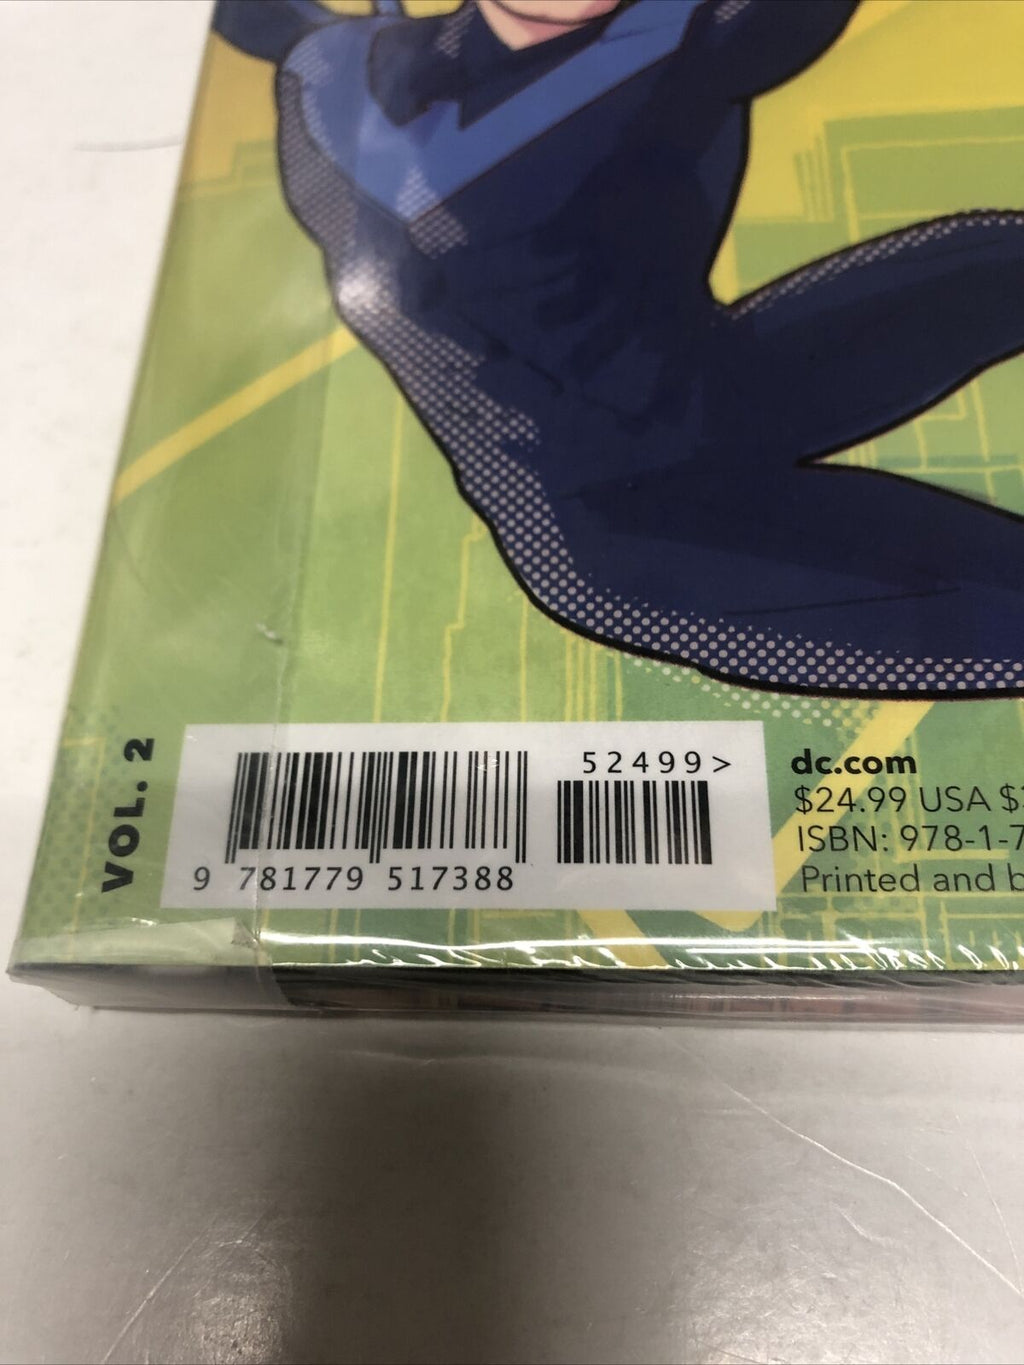 VOL. 2
52499>
9 781779 517388
dc.com
$24.99 USA $
ISBN: 978-1-7
Printed and b